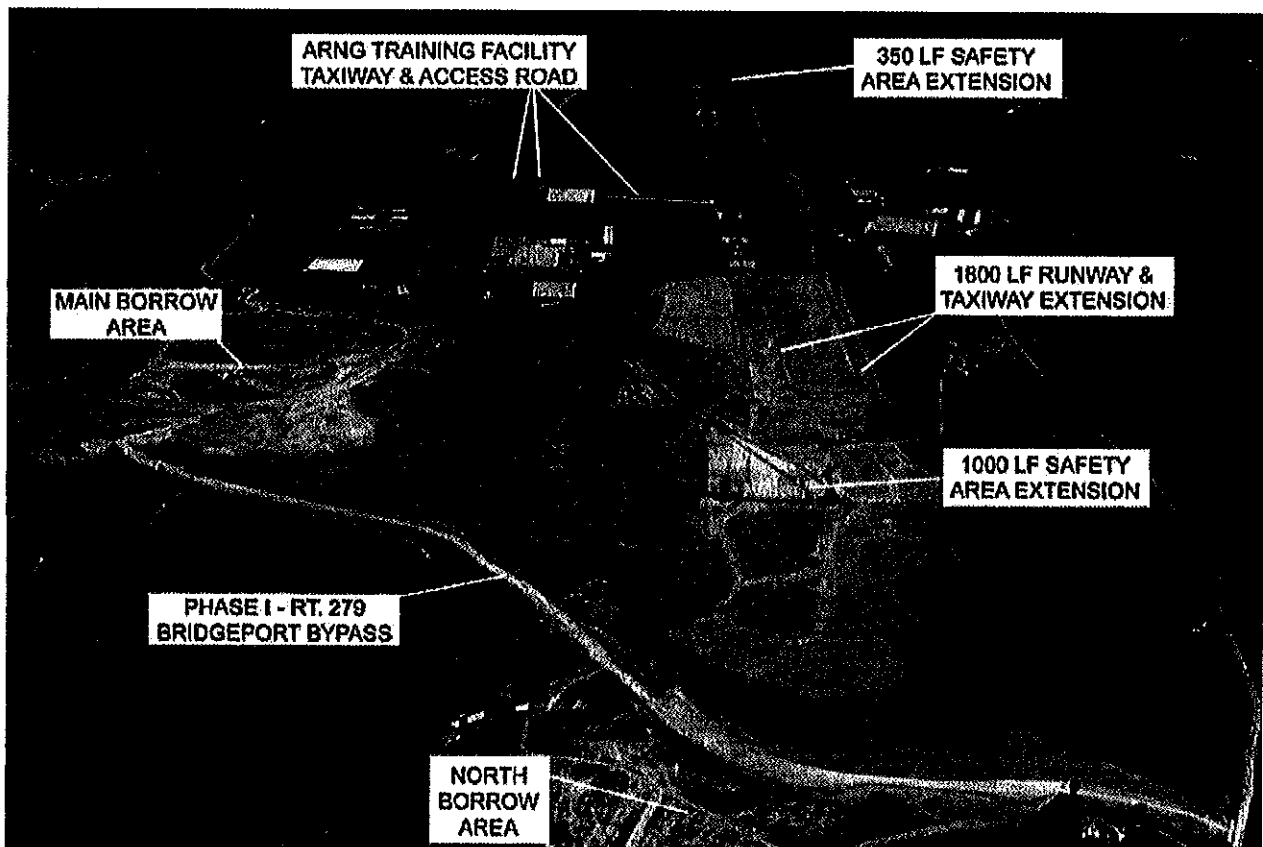 ARNG TRAINING FACILITY
TAXIWAY & ACCESS ROAD
350 LF SAFETY
AREA EXTENSION
MAIN BORROW
AREA
1800 LF RUNWAY &
TAXIWAY EXTENSION
1000 LF SAFETY
AREA EXTENSION
PHASE I - RT. 279
BRIDGEPORT BYPASS
NORTH
BORROW
AREA